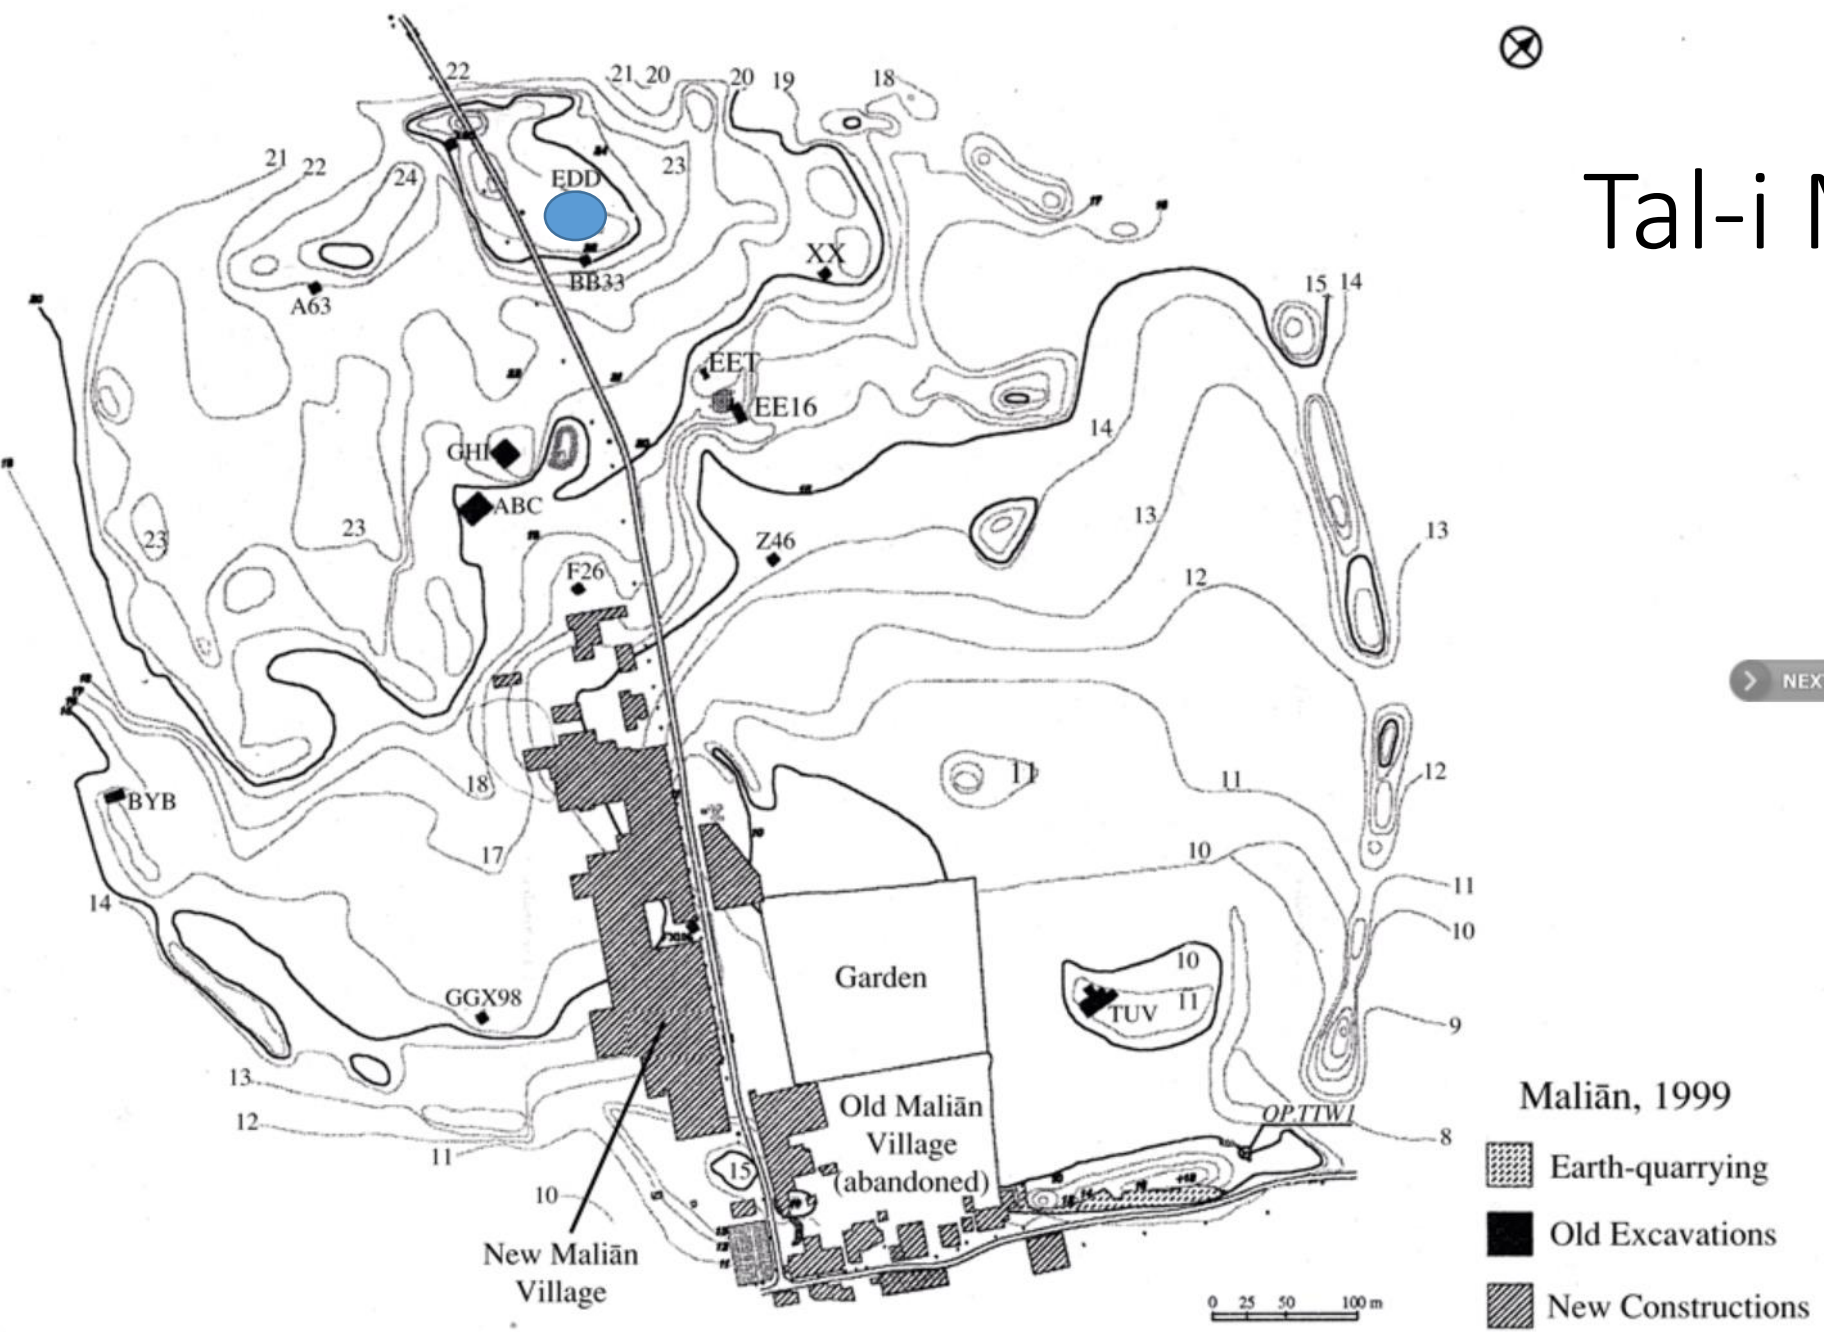 22
21
20
20
19
18
Tal-i
21
22
24
23
EDD
17
XX
BB33
A63
15
14
EET
EE16
14
GHI
ABC
13
23
23
Z46
13
12
F26
11
11
12
18
BYB
17
10
14
11
10
10
11
GGX98
Garden
TUV
9
13
12
11
Old Maliān
Village
(abandoned)
OP.TTW1
8
15
10
New Maliān
Village
Maliān, 1999
Earth-quarrying
Old Excavations
New Constructions
0 25 50 100 m